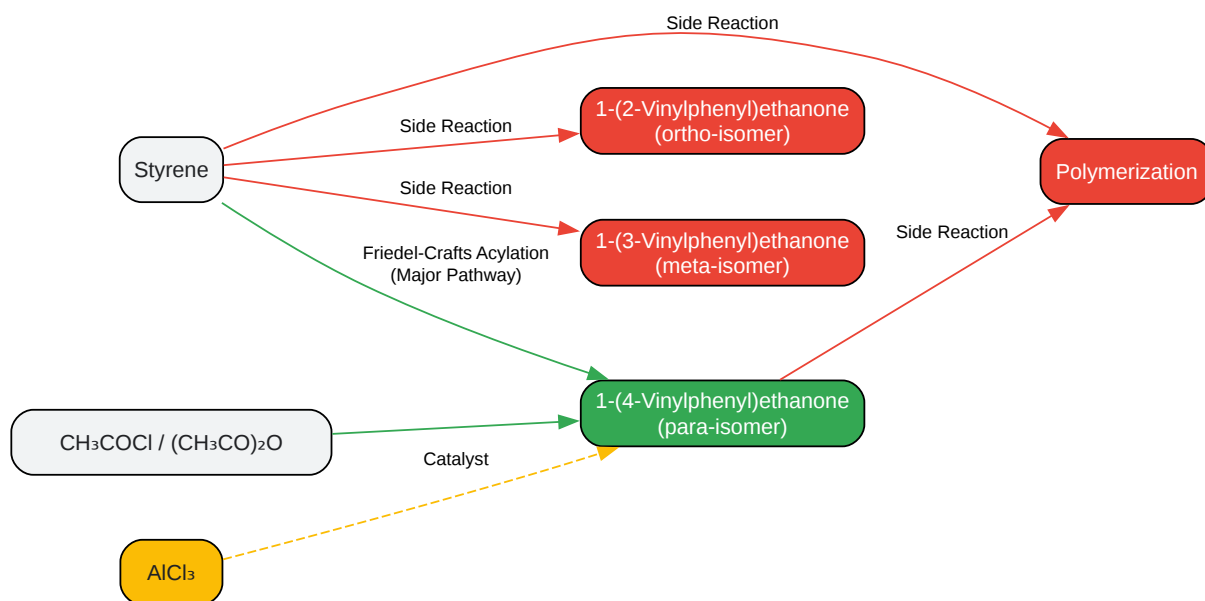 Side Reaction
1-(2-Vinylphenyl)ethanone
(ortho-isomer)
Side Reaction
Styrene
Polymerization
Side Reaction
1-(3-Vinylphenyl)ethanone
(meta-isomer)
Side Reaction
Friedel-Crafts Acylation
(Major Pathway)
1-(4-Vinylphenyl)ethanone
(para-isomer)
CH₃COCl / (CH₃CO)₂O
Catalyst
AlCl₃